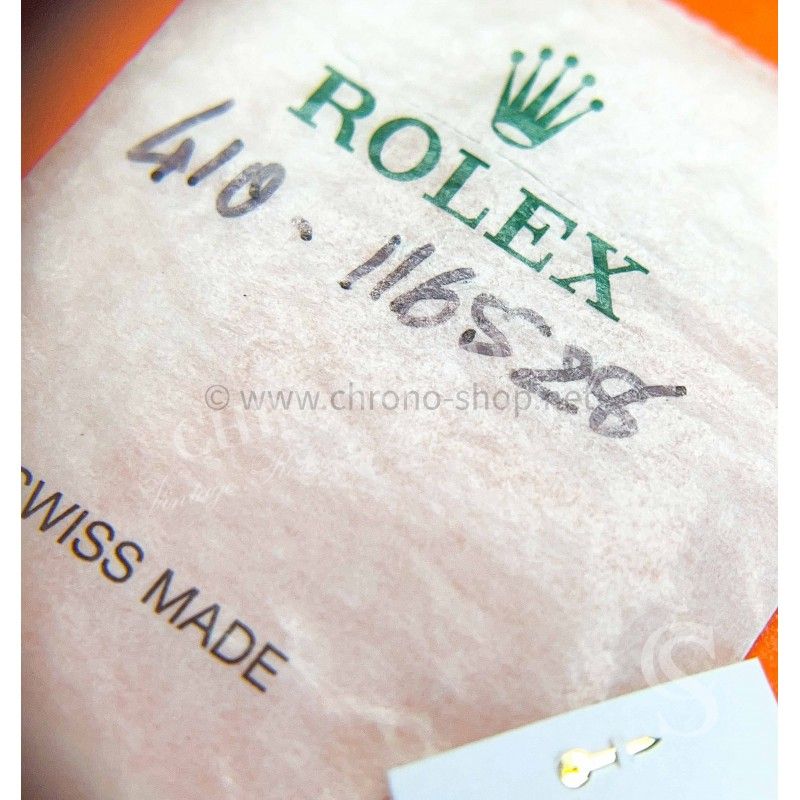 ROLEX
410.116528
© www.chrono-shop.net
SWISS MADE